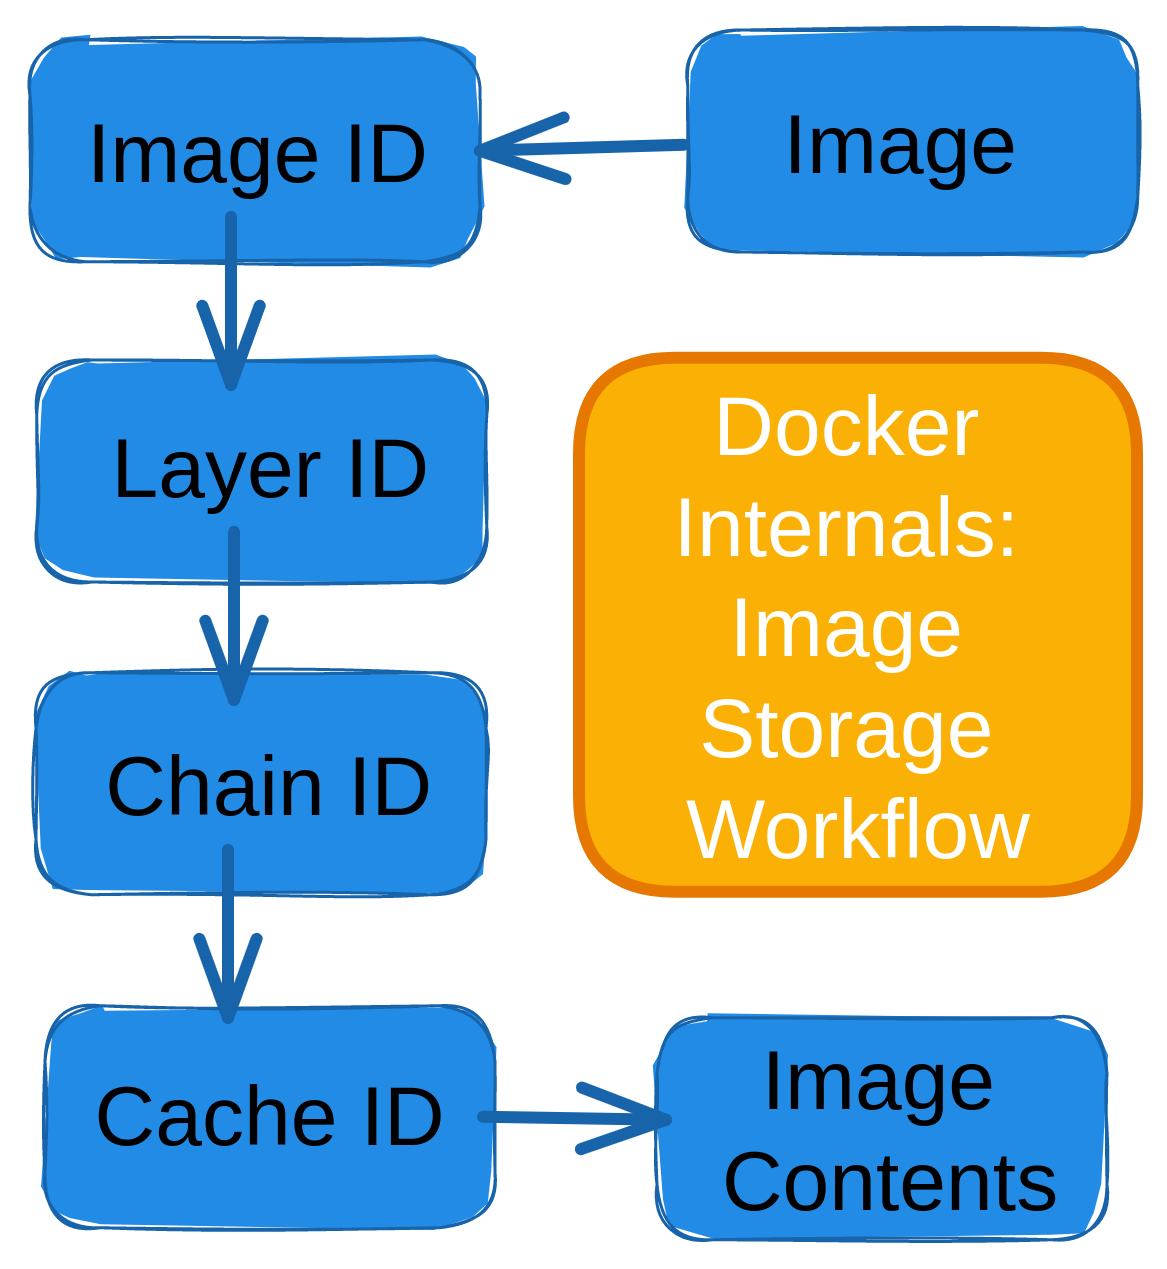 Image ID
Image
Layer ID
Docker
Internals:
Image
Storage
Workflow
Chain ID
Cache ID
Image
Contents